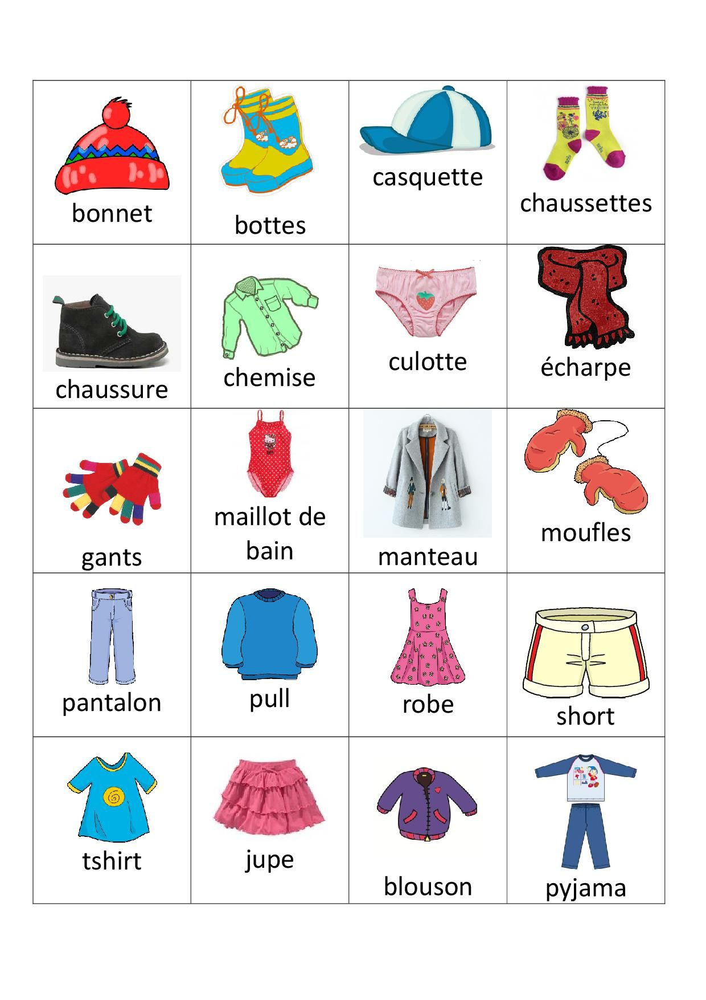 bonnet
bottes
casquette
chaussettes
chaussure
chemise
culotte
écharpe
gants
maillot de
bain
manteau
moufles
pantalon
pull
robe
short
tshirt
jupe
blouson
pyjama